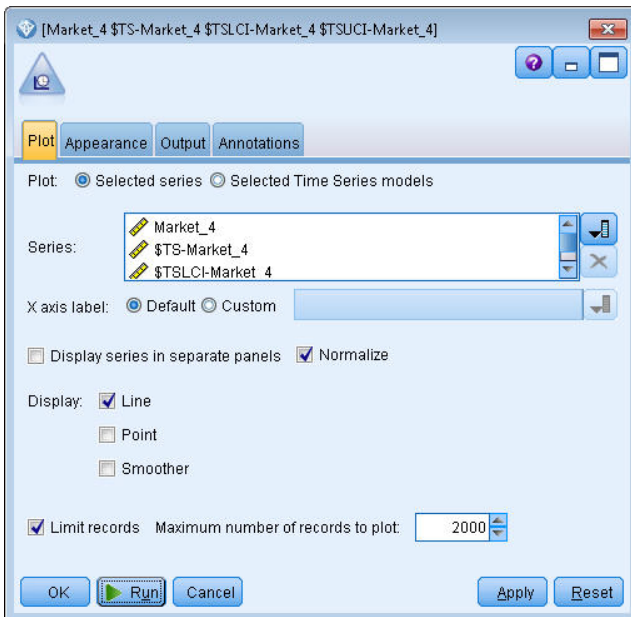 [Market_4 $TS-Market_4 $TSLCI-Market_4 $TSUCI-Market_4]
Plot Appearance Output Annotations
Plot: Selected series Selected Time Series models
Series:
Market_4
$TS-Market_4
$TSLCI-Market_4
X axis label: Default Custom
Display series in separate panels Normalize
Display: Line
Point
Smoother
Limit records Maximum number of records to plot: 2000
OK Run Cancel Apply Reset